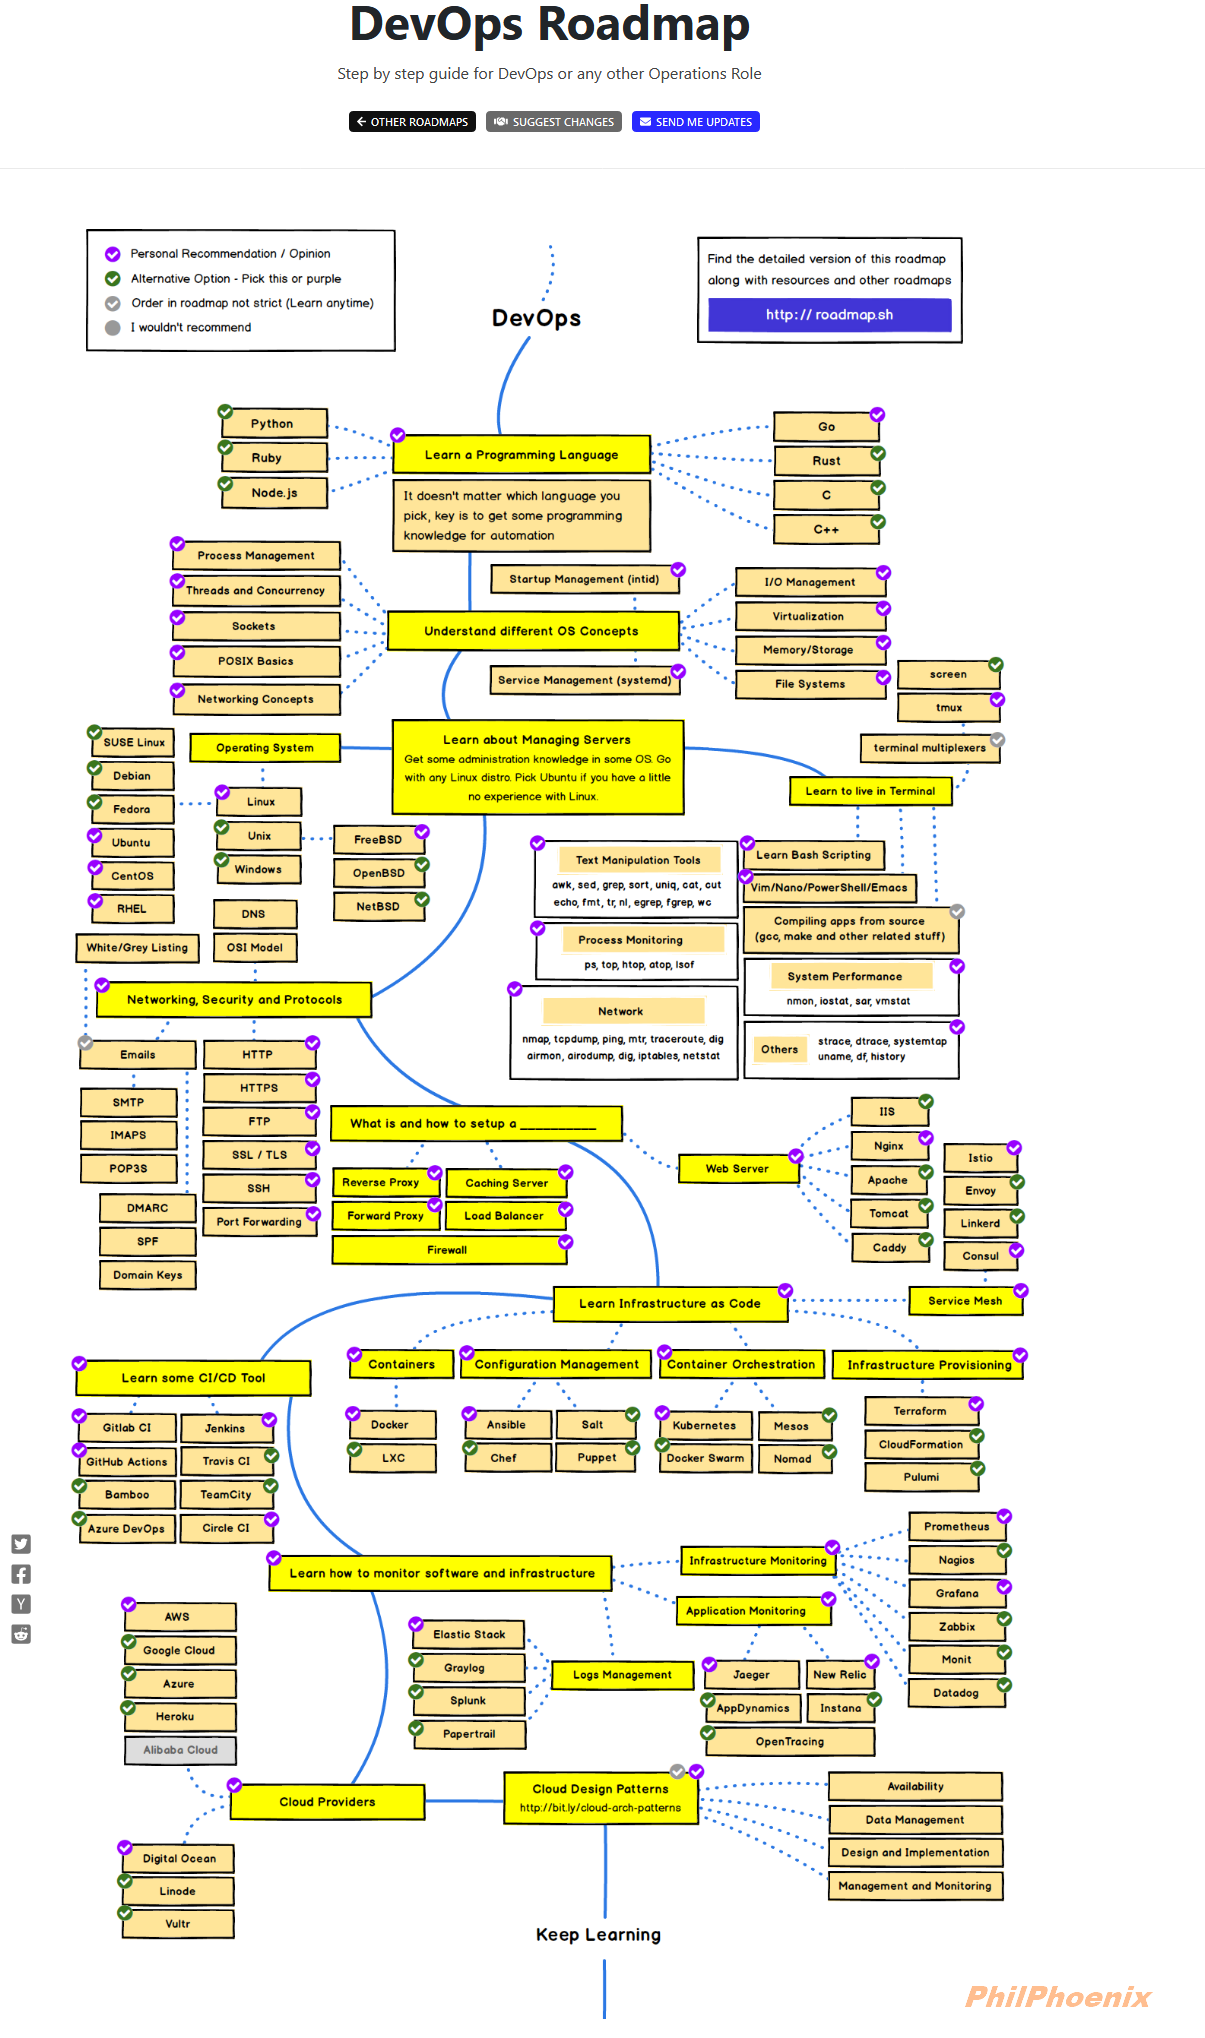 DevOps Roadmap
Step by step guide for DevOps or any other Operations Role
OTHER ROADMAPS
SUGGEST CHANGES
SEND ME UPDATES
Personal Recommendation / Opinion
Alternative Option - Pick this or purple
Order in roadmap not strict (Learn anytime)
I wouldn't recommend
Find the detailed version of this roadmap
along with resources and other roadmaps
http:// roadmap.sh
DevOps
Python
Ruby
Node.js
Learn a Programming Language
It doesn't matter which language you
pick, key is to get some programming
knowledge for automation
Go
Rust
C
C++
Process Management
Threads and Concurrency
Sockets
POSIX Basics
Networking Concepts
Startup Management (intid)
Understand different OS Concepts
Service Management (systemd)
I/O Management
Virtualization
Memory/Storage
File Systems
screen
tmux
terminal multiplexers
Learn to live in Terminal
Learn about Managing Servers
Get some administration knowledge in some OS. Go
with any Linux distro. Pick Ubuntu if you have a little
no experience with Linux.
Operating System
SUSE Linux
Debian
Fedora
Ubuntu
CentOS
RHEL
Linux
Unix
Windows
FreeBSD
OpenBSD
NetBSD
DNS
OSI Model
White/Grey Listing
Text Manipulation Tools
awk, sed, grep, sort, uniq, cat, cut
echo, fmt, tr, nl, egrep, fgrep, wc
Process Monitoring
ps, top, htop, atop, lsof
Network
nmap, tcpdump, ping, mtr, traceroute, dig
airmon, airodump, dig, iptables, netstat
Learn Bash Scripting
Vim/Nano/PowerShell/Emacs
Compiling apps from source
(gcc, make and other related stuff)
System Performance
nmon, iostat, sar, vmstat
Others
strace, dtrace, systemtap
uname, df, history
Networking, Security and Protocols
Emails
SMTP
IMAPS
POP3S
DMARC
SPF
Domain Keys
HTTP
HTTPS
FTP
SSL / TLS
SSH
Port Forwarding
What is and how to setup a ___________
Reverse Proxy
Caching Server
Forward Proxy
Load Balancer
Firewall
Web Server
IIS
Nginx
Apache
Tomcat
Caddy
Istio
Envoy
Linkerd
Consul
Service Mesh
Learn Infrastructure as Code
Containers
Configuration Management
Container Orchestration
Infrastructure Provisioning
Docker
LXC
Ansible
Salt
Chef
Puppet
Kubernetes
Mesos
Docker Swarm
Nomad
Terraform
CloudFormation
Pulumi
Learn some CI/CD Tool
Gitlab CI
Jenkins
GitHub Actions
Travis CI
Bamboo
TeamCity
Azure DevOps
Circle CI
Learn how to monitor software and infrastructure
Infrastructure Monitoring
Application Monitoring
Logs Management
Prometheus
Nagios
Grafana
Zabbix
Monit
Datadog
Elastic Stack
Graylog
Splunk
Papertrail
Jaeger
New Relic
AppDynamics
Instana
OpenTracing
AWS
Google Cloud
Azure
Heroku
Alibaba Cloud
Cloud Providers
Digital Ocean
Linode
Vultr
Cloud Design Patterns
http://bit.ly/cloud-arch-patterns
Availability
Data Management
Design and Implementation
Management and Monitoring
Keep Learning
PhilPhoenix